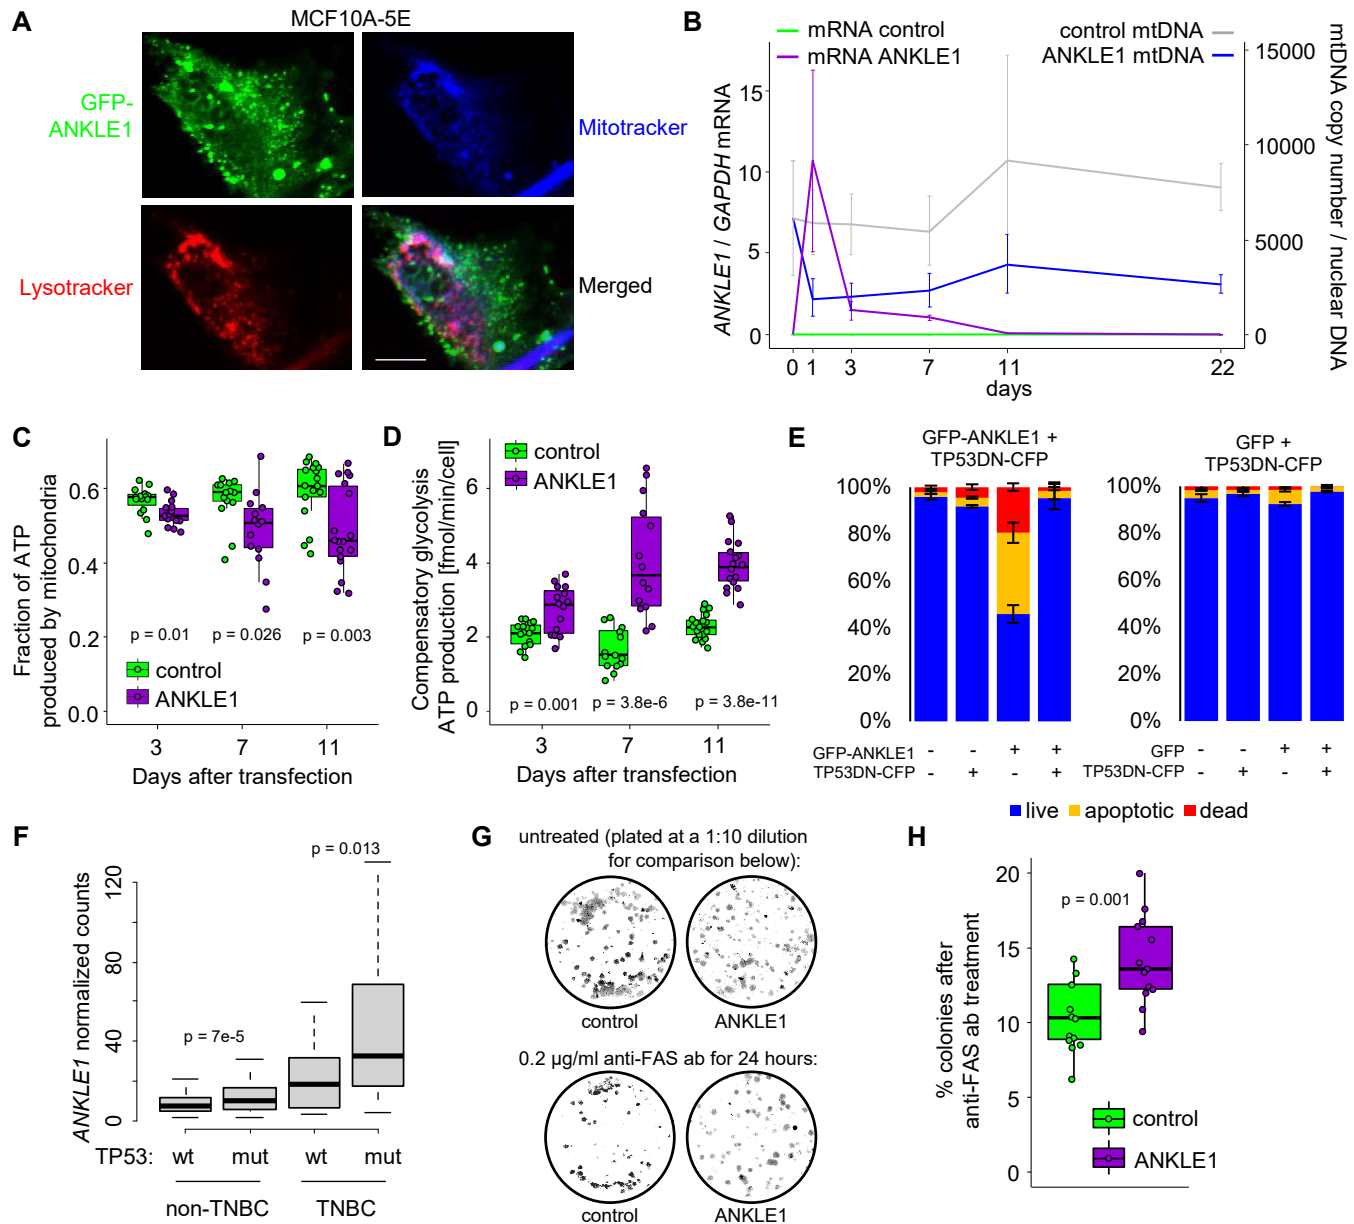 A
MCF10A-5E
GFP-
ANKLE1
Mitotracker
Lysotracker
Merged
B
mRNA control
mRNA ANKLE1
control mtDNA
ANKLE1 mtDNA
ANKLE1 / GAPDH mRNA
15
10
5
0
mtDNA copy number / nuclear DNA
15000
10000
5000
0
0 1 3 7 11 22
days
C
Fraction of ATP
produced by mitochondria
0.6
0.4
0.2
0.0
p = 0.01 p = 0.026 p = 0.003
control
ANKLE1
3 7 11
Days after transfection
D
Compensatory glycolysis
ATP production [fmol/min/cell]
6
4
2
0
control
ANKLE1
p = 0.001 p = 3.8e-6 p = 3.8e-11
3 7 11
Days after transfection
E
GFP-ANKLE1 +
TP53DN-CFP
100%
80%
60%
40%
20%
0%
GFP-ANKLE1 - - + +
TP53DN-CFP - + - +
GFP +
TP53DN-CFP
100%
80%
60%
40%
20%
0%
GFP - - + +
TP53DN-CFP - + - +
live apoptotic dead
F
ANKLE1 normalized counts
120
80
40
0
p = 7e-5
p = 0.013
TP53: wt mut wt mut
non-TNBC TNBC
G
untreated (plated at a 1:10 dilution
for comparison below):
control ANKLE1
0.2 µg/ml anti-FAS ab for 24 hours:
control ANKLE1
H
% colonies after
anti-FAS ab treatment
20
15
10
5
0
p = 0.001
control
ANKLE1